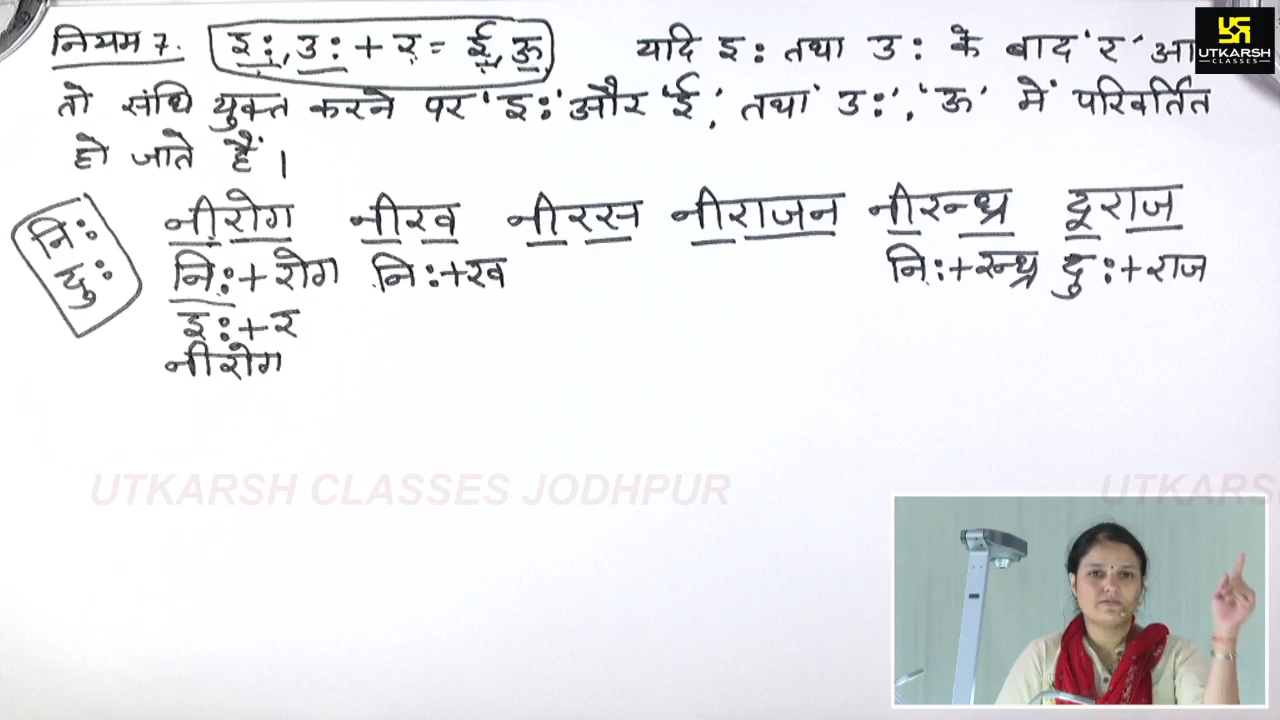 नियम 7. इः, उः + र् = ई, ऊ यदि इः तथा उः के बाद 'र' आ
तो संधि युक्त करने पर 'इः' और 'ई', तथा 'उः', 'ऊ' में परिवर्तित
हो जाते हैं।
निः
दुः
नीरोग नीरव नीरस नीराजन नीरन्ध्र दूराज
निः+रोग निः+रव निः+रन्ध्र दुः+राज
इः+र
नीरोग
UTKARSH CLASSES JODHPUR UTKARS
UTKARSH
CLASSES